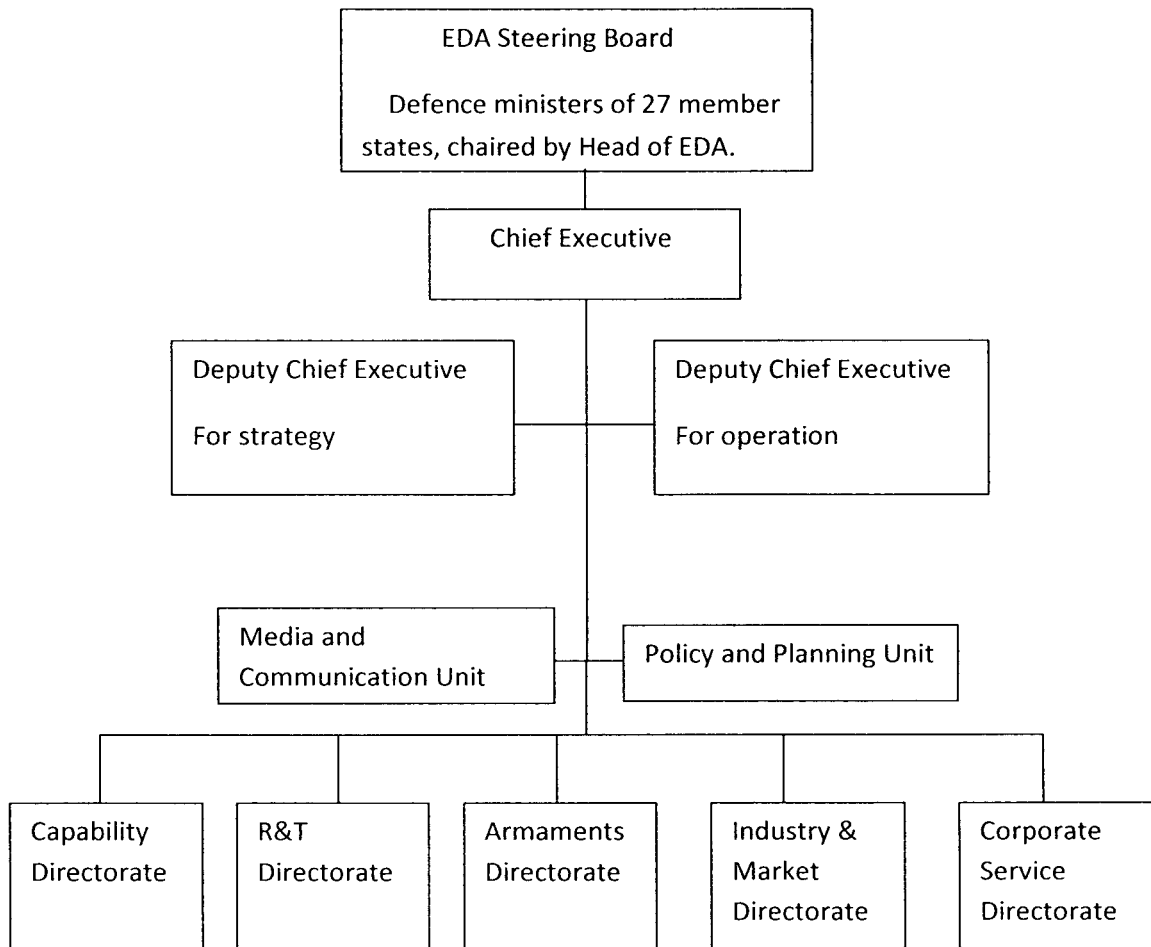 EDA Steering Board
Defence ministers of 27 member
states, chaired by Head of EDA.
Chief Executive
Deputy Chief Executive
For strategy
Deputy Chief Executive
For operation
Media and
Communication Unit
Policy and Planning Unit
Capability
Directorate
R&T
Directorate
Armaments
Directorate
Industry &
Market
Directorate
Corporate
Service
Directorate